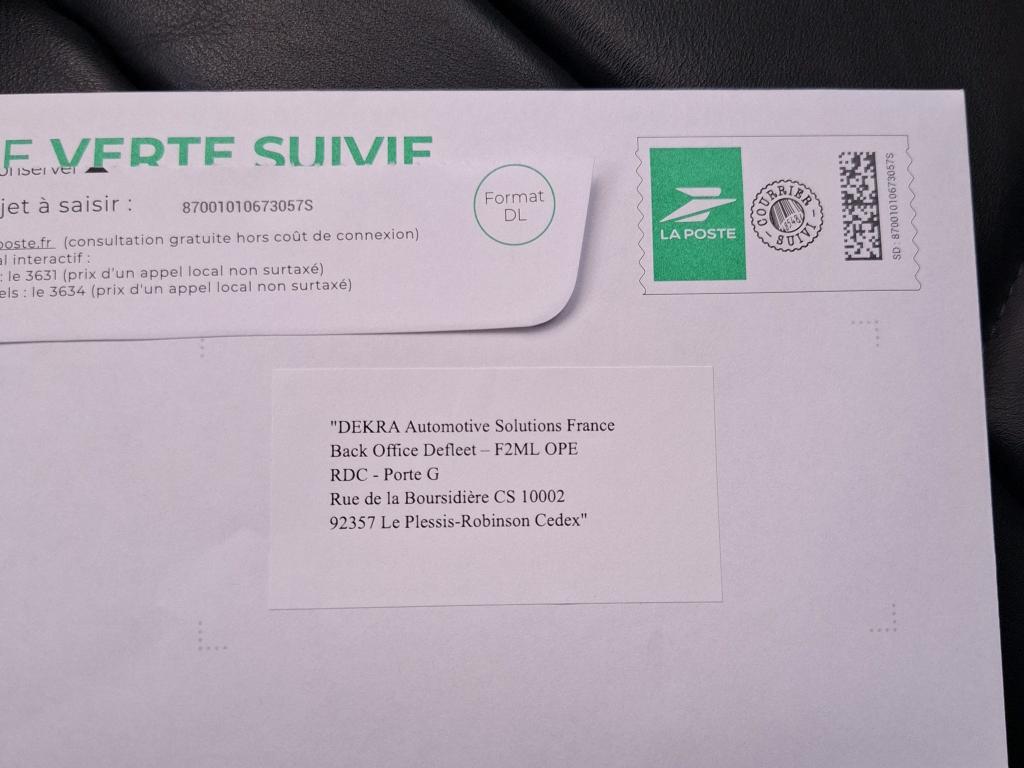 VERTE SUIVIE
onserver
jet à saisir : 87001010673057S
poste.fr (consultation gratuite hors coût de connexion)
al interactif :
: le 3631 (prix d'un appel local non surtaxé)
els : le 3634 (prix d'un appel local non surtaxé)
Format
DL
LA POSTE
COURRIER
SUIVI
SD : 87001010673057S
"DEKRA Automotive Solutions France
Back Office Defleet – F2ML OPE
RDC - Porte G
Rue de la Boursidière CS 10002
92357 Le Plessis-Robinson Cedex"